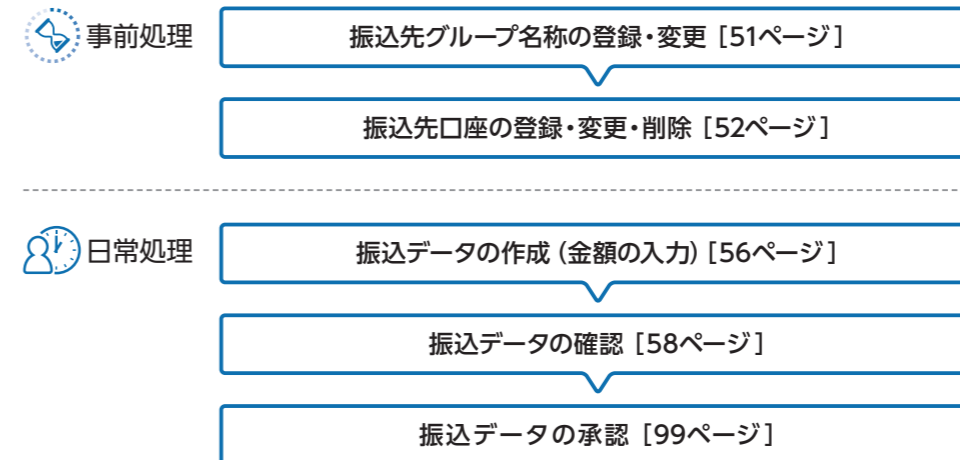 事前処理
振込先グループ名称の登録・変更［51ページ］
振込先口座の登録・変更・削除［52ページ］
日常処理
振込データの作成（金額の入力）［56ページ］
振込データの確認［58ページ］
振込データの承認［99ページ］